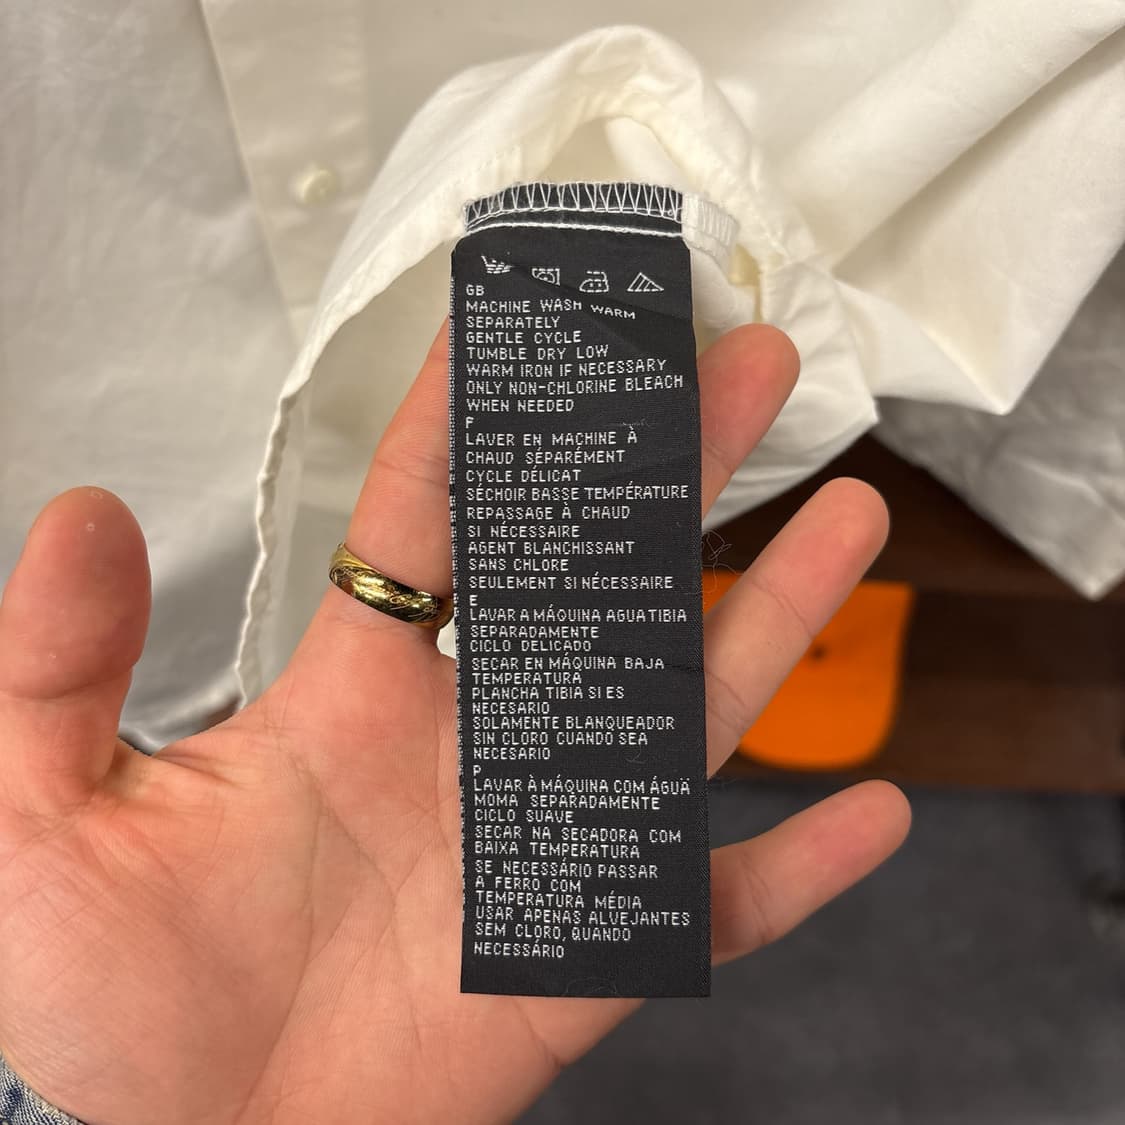 GB
MACHINE WASH WARM
SEPARATELY
GENTLE CYCLE
TUMBLE DRY LOW
WARM IRON IF NECESSARY
ONLY NON-CHLORINE BLEACH
WHEN NEEDED
F
LAVER EN MACHINE À
CHAUD SÉPARÉMENT
CYCLE DÉLICAT
SÉCHOIR BASSE TEMPÉRATURE
REPASSAGE À CHAUD
SI NÉCESSAIRE
AGENT BLANCHISSANT
SANS CHLORE
SEULEMENT SI NÉCESSAIRE
E
LAVAR A MÁQUINA AGUA TIBIA
SEPARADAMENTE
CICLO DELICADO
SECAR EN MÁQUINA BAJA
TEMPERATURA
PLANCHA TIBIA SI ES
NECESARIO
SOLAMENTE BLANQUEADOR
SIN CLORO CUANDO SEA
NECESARIO
P
LAVAR À MÁQUINA COM ÁGUÄ
MOMA SEPARADAMENTE
CICLO SUAVE
SECAR NA SECADORA COM
BAIXA TEMPERATURA
SE NECESSÁRIO PASSAR
A FERRO COM
TEMPERATURA MÉDIA
USAR APENAS ALVEJANTES
SEM CLORO, QUANDO
NECESSÁRIO